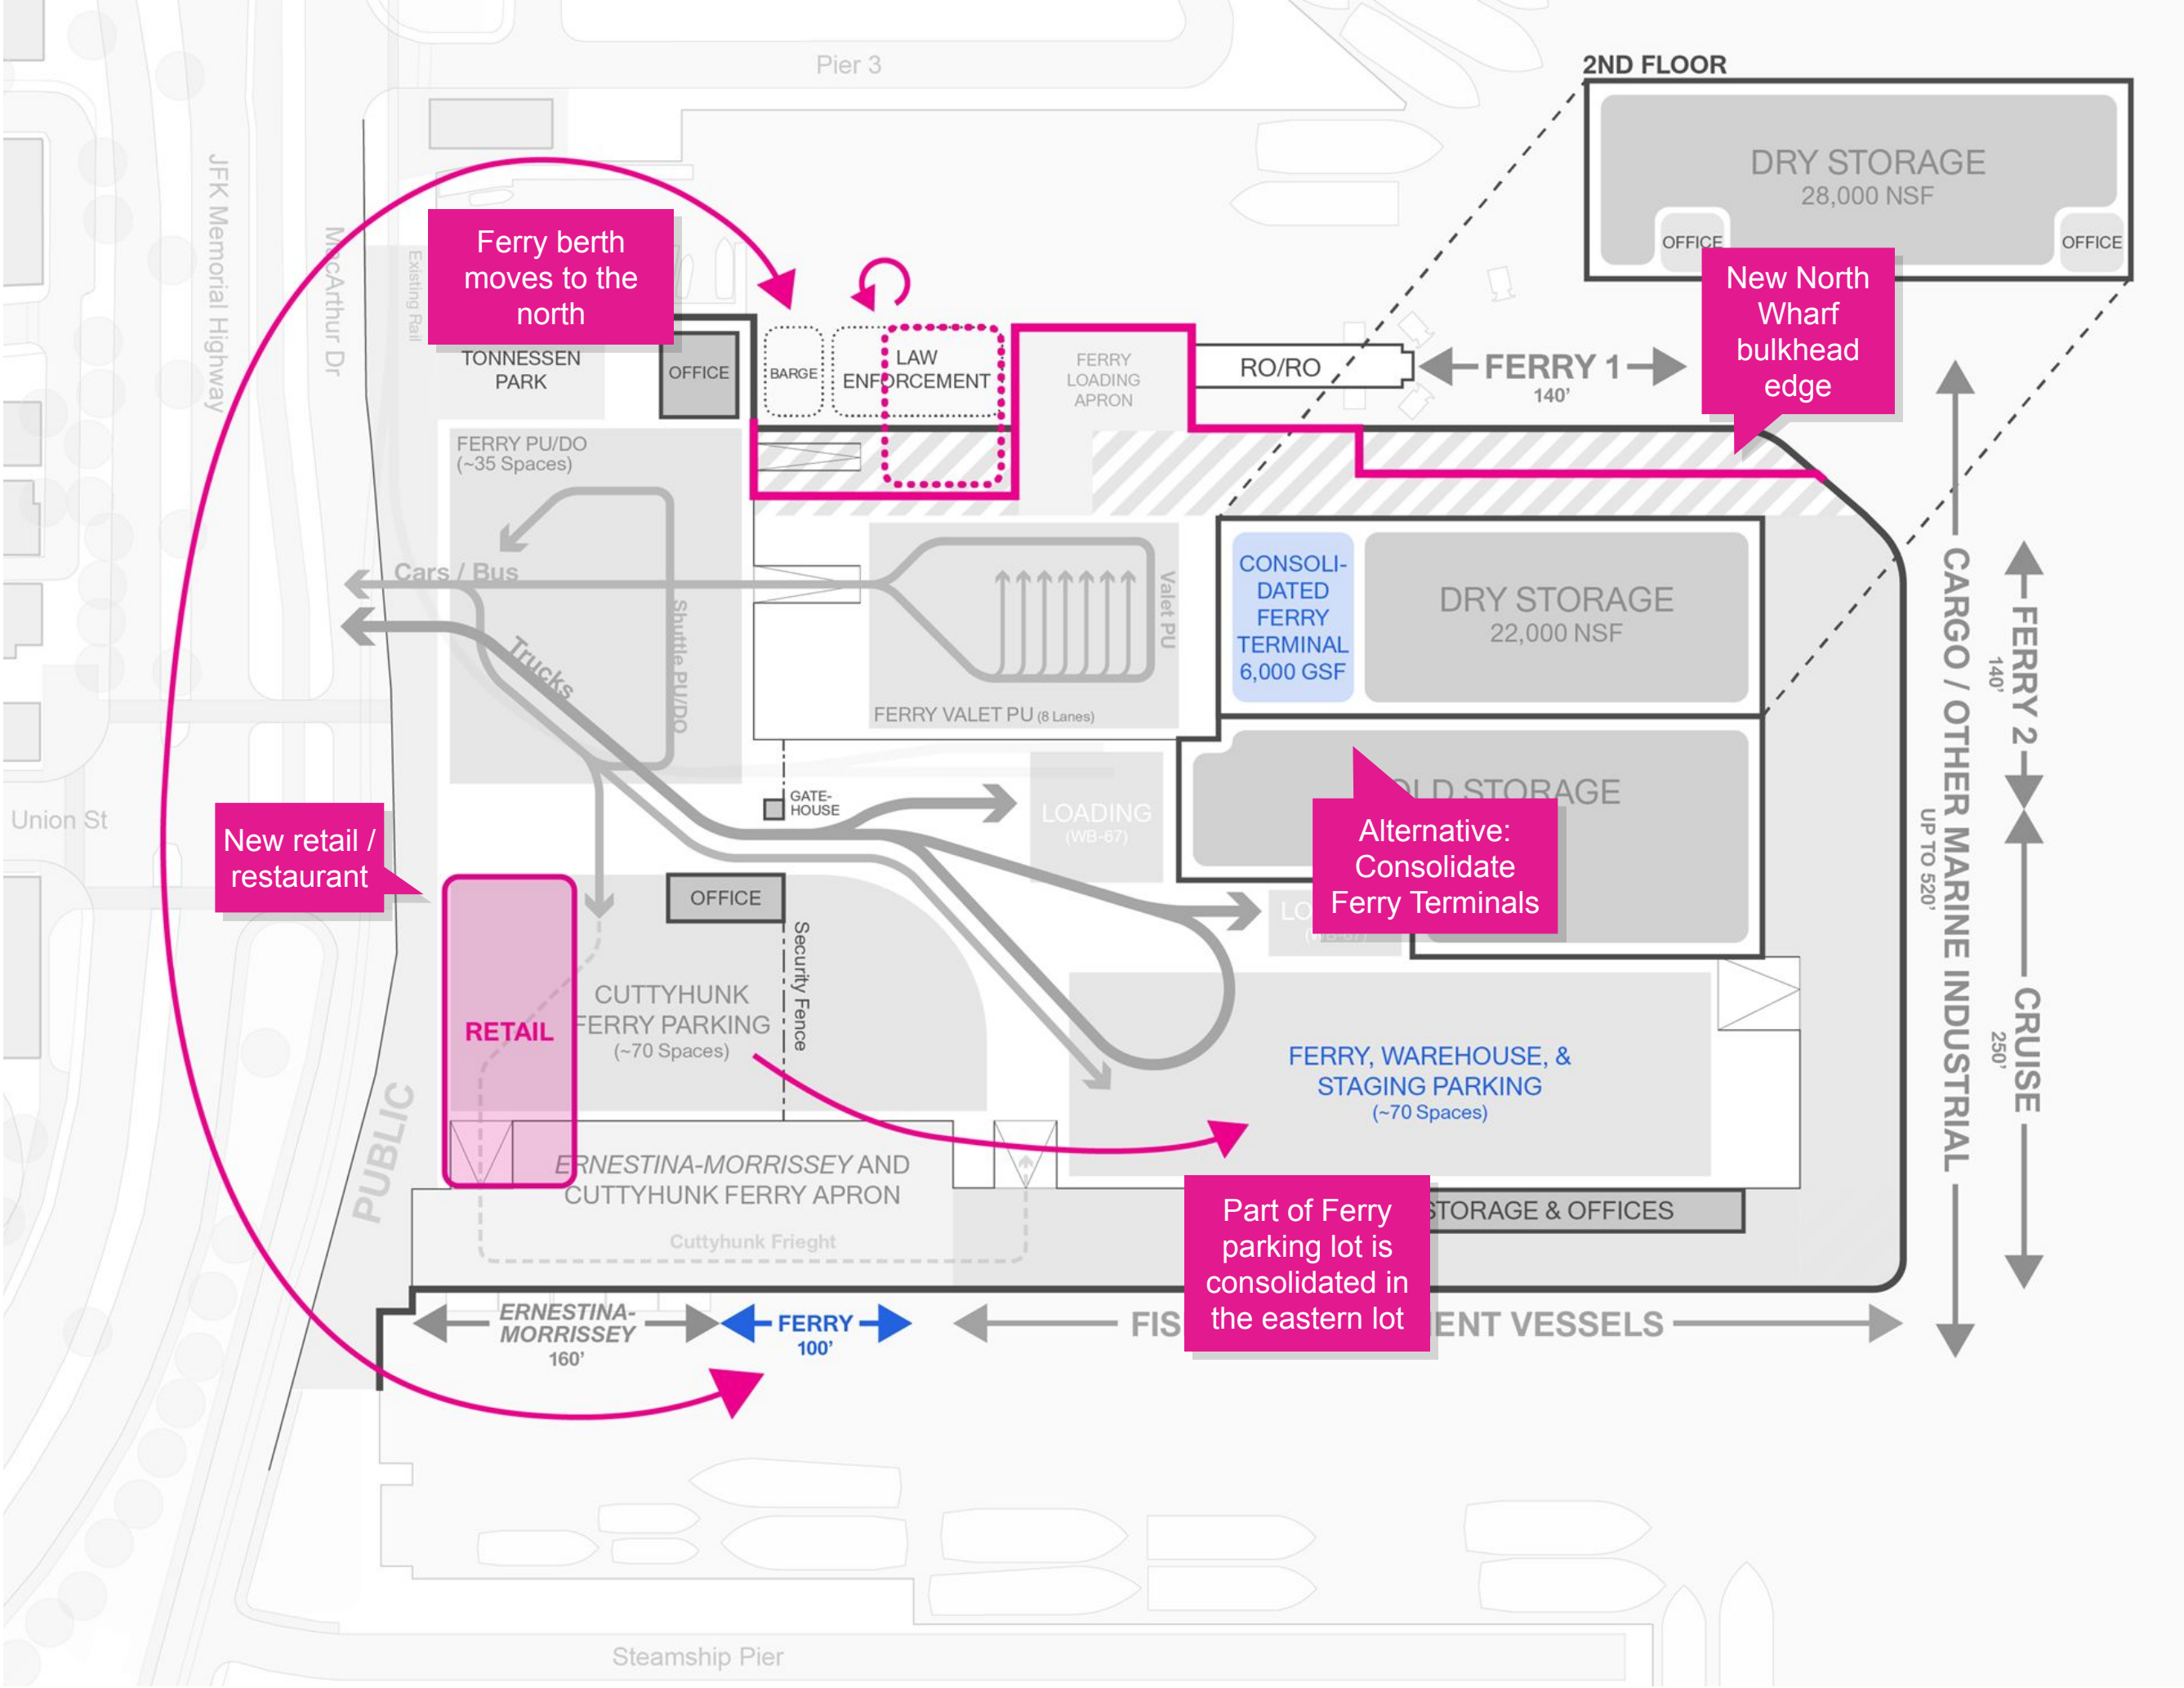 Pier 3
2ND FLOOR
DRY STORAGE
28,000 NSF
OFFICE
OFFICE
JFK Memorial Highway
MacArthur Dr
Existing Rail
Ferry berth
moves to the
north
New North
Wharf
bulkhead
edge
TONNESSEN
PARK
OFFICE
BARGE
LAW
ENFORCEMENT
FERRY
LOADING
APRON
RO/RO
FERRY 1
140'
FERRY PU/DO
(~35 Spaces)
Cars / Bus
Trucks
Shuttle PU/DO
Valet PU
FERRY VALET PU (8 Lanes)
CONSOLI-
DATED
FERRY
TERMINAL
6,000 GSF
DRY STORAGE
22,000 NSF
CARGO / OTHER MARINE INDUSTRIAL
UP TO 520'
FERRY 2
140'
CRUISE
250'
GATE-
HOUSE
LOADING
(WB-67)
STORAGE
Alternative:
Consolidate
Ferry Terminals
Union St
New retail /
restaurant
OFFICE
Security Fence
CUTTYHUNK
FERRY PARKING
(~70 Spaces)
RETAIL
FERRY, WAREHOUSE, &
STAGING PARKING
(~70 Spaces)
PUBLIC
ERNESTINA-MORRISSEY AND
CUTTYHUNK FERRY APRON
Cuttyhunk Frieght
Part of Ferry
parking lot is
consolidated in
the eastern lot
STORAGE & OFFICES
ERNESTINA-
MORRISSEY
160'
FERRY
100'
VESSELS
Steamship Pier